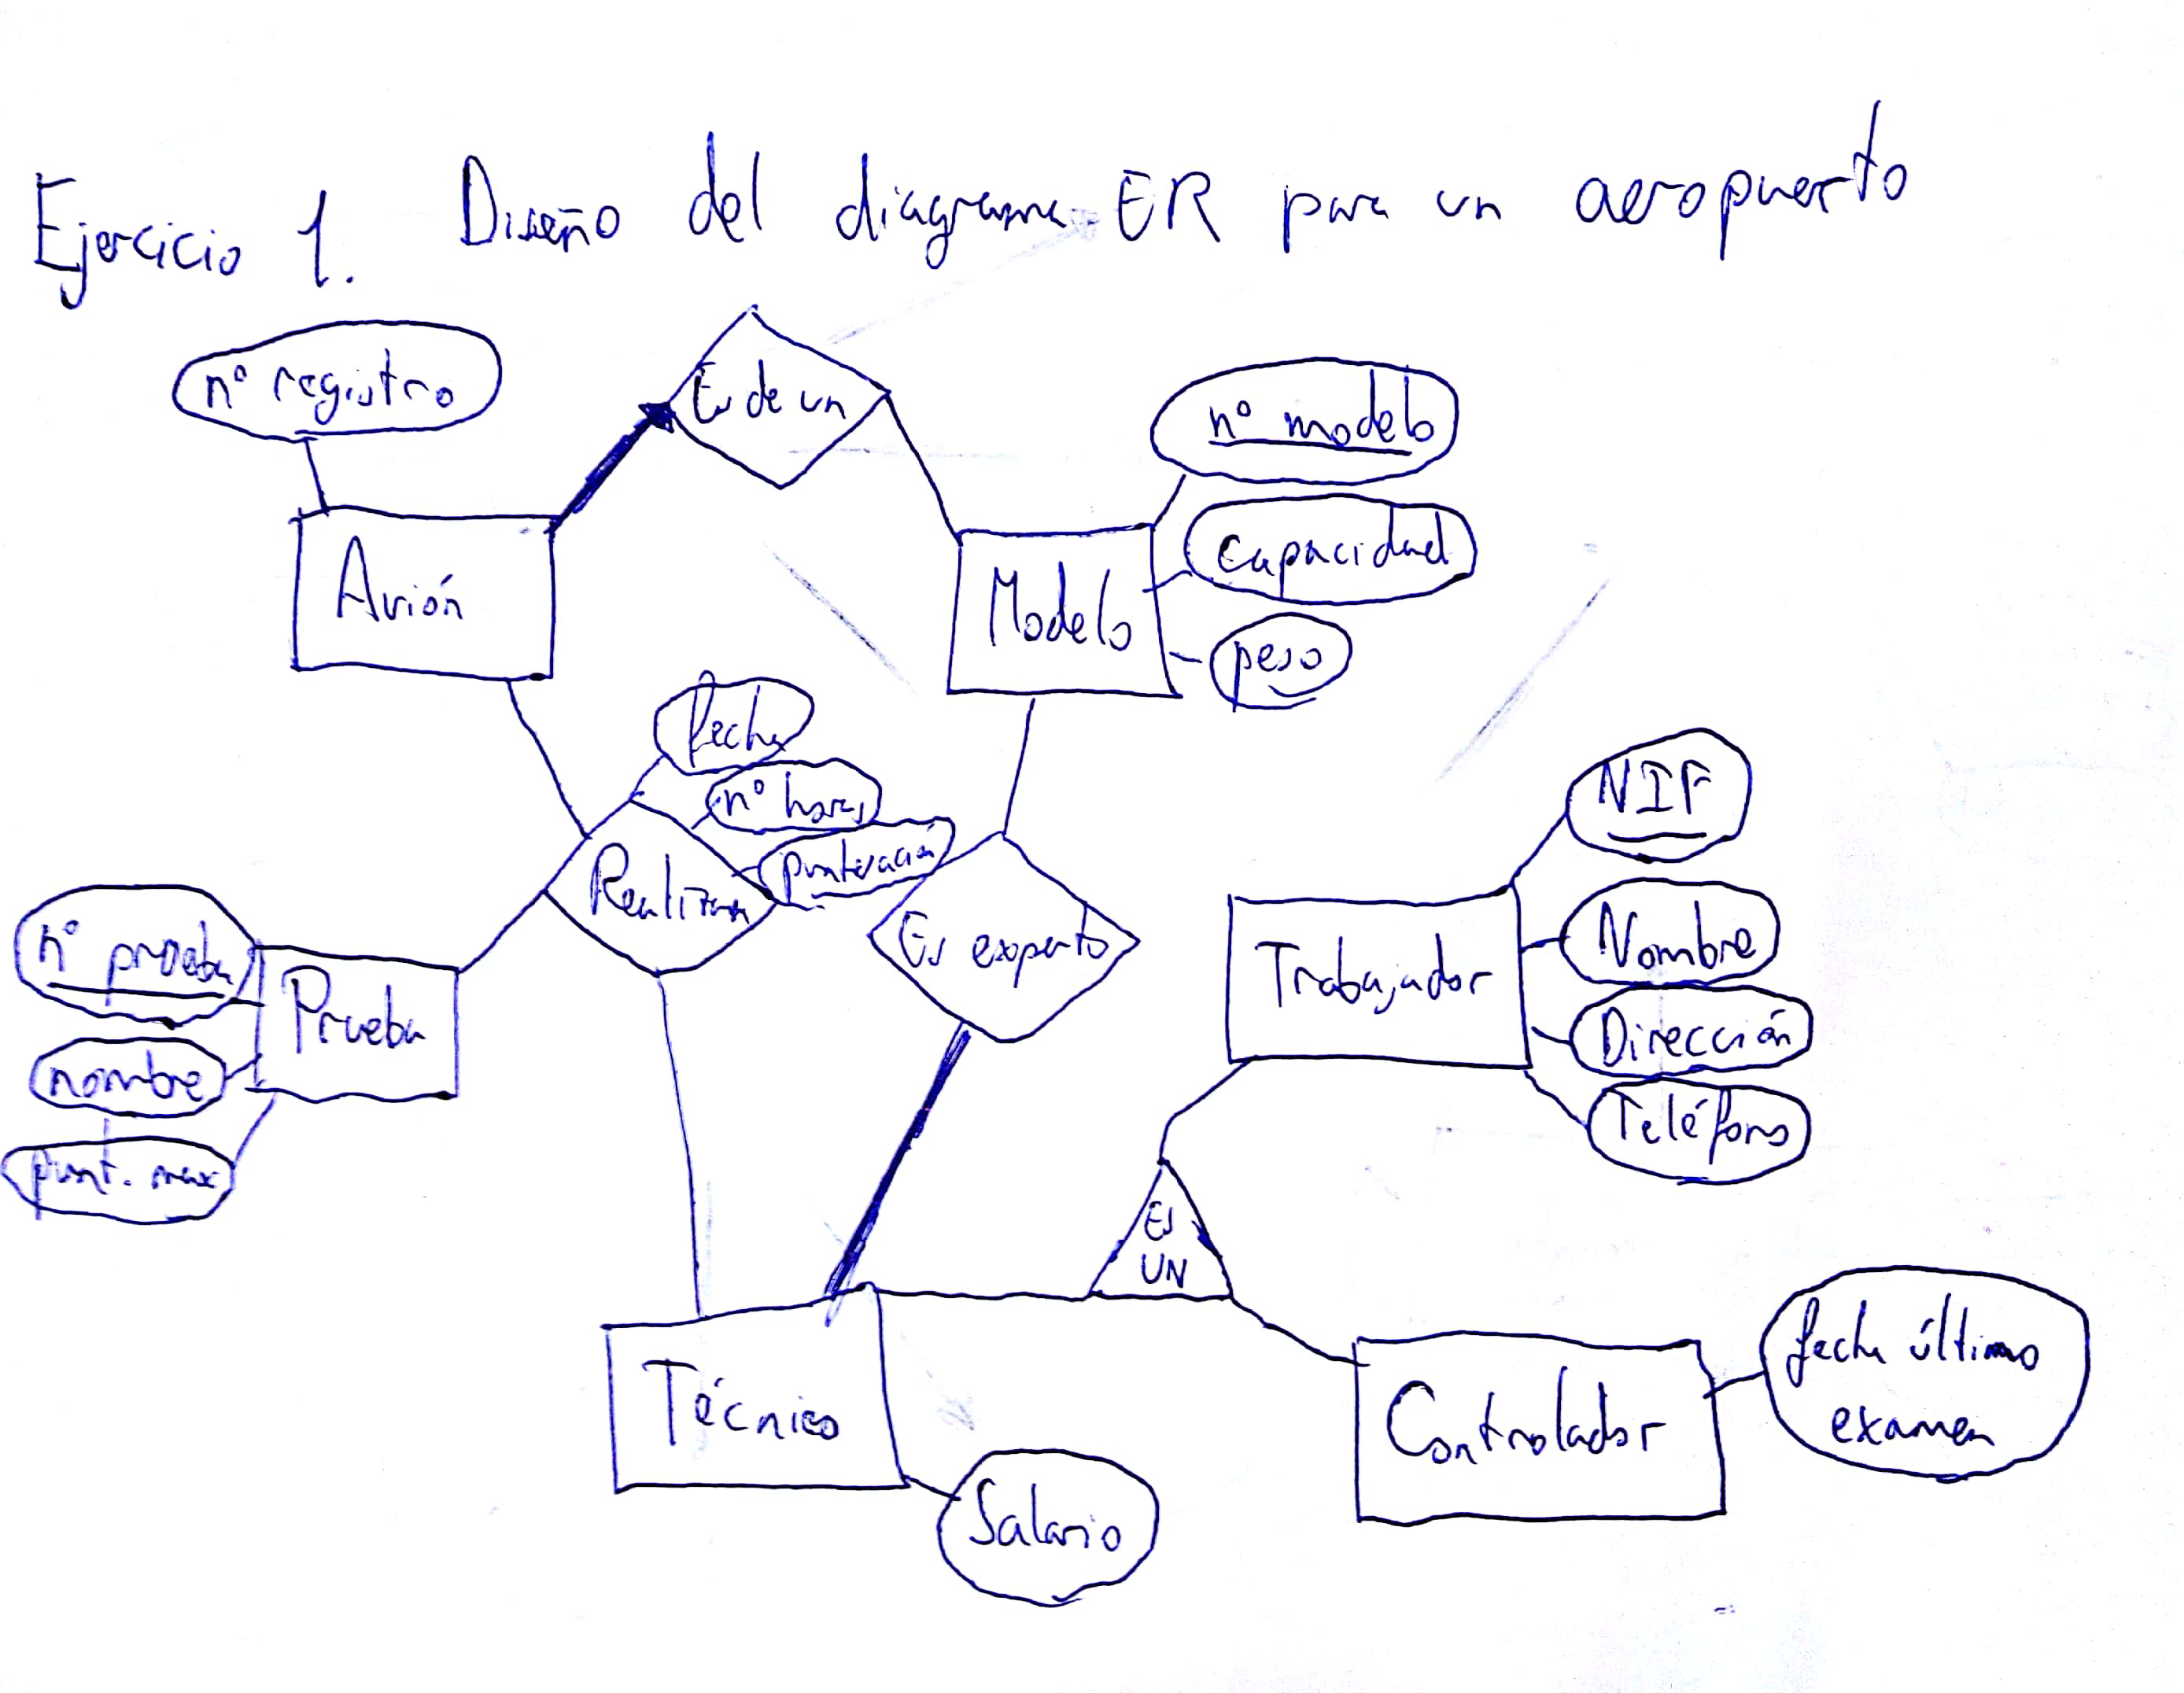 Ejercicio 1. Diseño del diagrama ER para un aeropuerto
nº registro
Es de un
nº modelo
capacidad
peso
Avión
Modelo
fecha
nº horas
puntuación
Realizan
Es experto
nº prueba
nombre
punt. max
Prueba
Trabajador
NIF
Nombre
Dirección
Teléfono
ES
UN
Técnico
Salario
Controlador
fecha último
examen